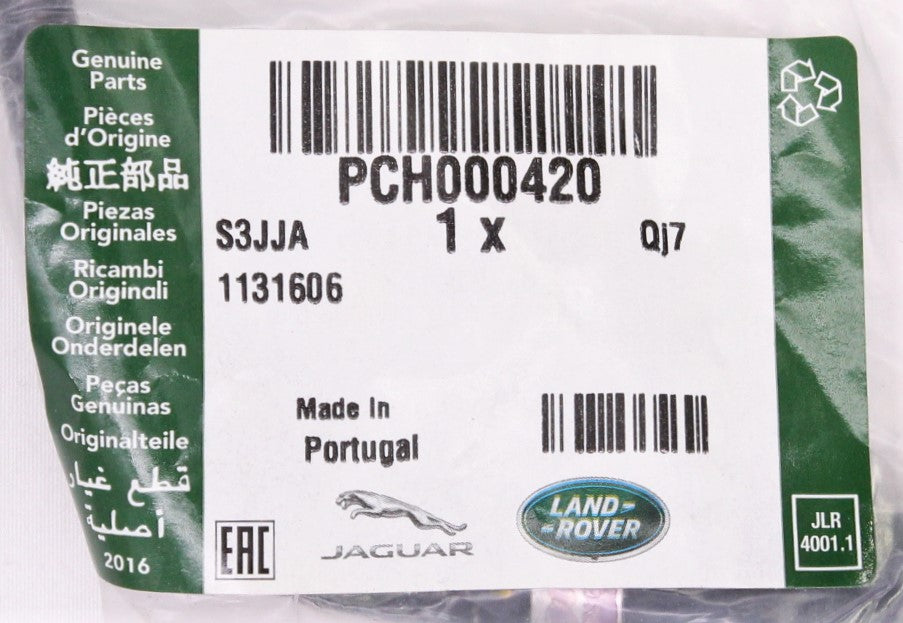 Genuine
Parts
Pièces
d'Origine
純正部品
Piezas
Originales
Ricambi
Originali
Originele
Onderdelen
Peças
Genuinas
Originalteile
قطع غيار
أصلية
2016
PCH000420
S3JJA 1 x Qj7
1131606
Made In
Portugal
EAC
JAGUAR
LAND-
-ROVER
JLR
4001.1